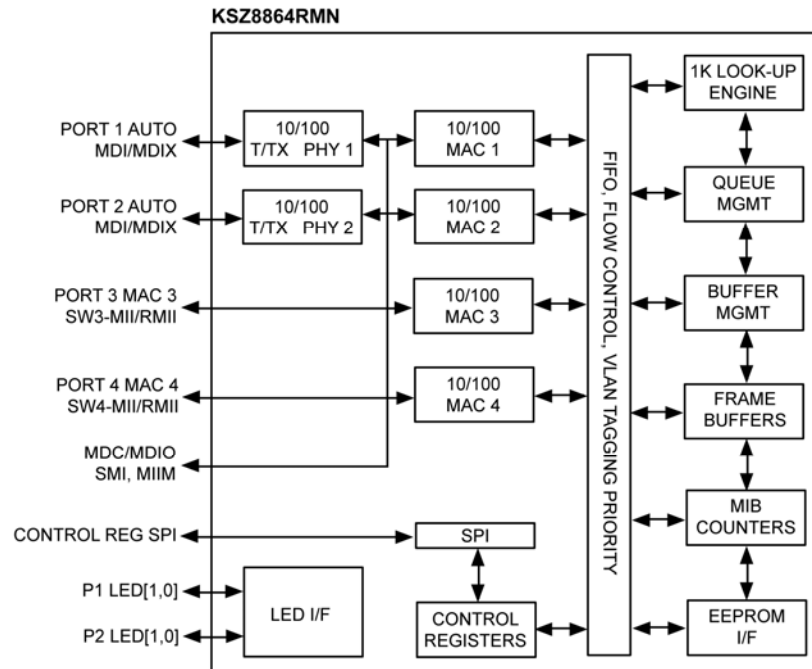 KSZ8864RMN
PORT 1 AUTO
MDI/MDIX
10/100
T/TX PHY 1
10/100
MAC 1
1K LOOK-UP
ENGINE
PORT 2 AUTO
MDI/MDIX
10/100
T/TX PHY 2
10/100
MAC 2
QUEUE
MGMT
PORT 3 MAC 3
SW3-MII/RMII
10/100
MAC 3
BUFFER
MGMT
PORT 4 MAC 4
SW4-MII/RMII
10/100
MAC 4
FRAME
BUFFERS
FIFO, FLOW CONTROL, VLAN TAGGING PRIORITY
MDC/MDIO
SMI, MIIM
MIB
COUNTERS
CONTROL REG SPI
SPI
P1 LED[1,0]
P2 LED[1,0]
LED I/F
CONTROL
REGISTERS
EEPROM
I/F